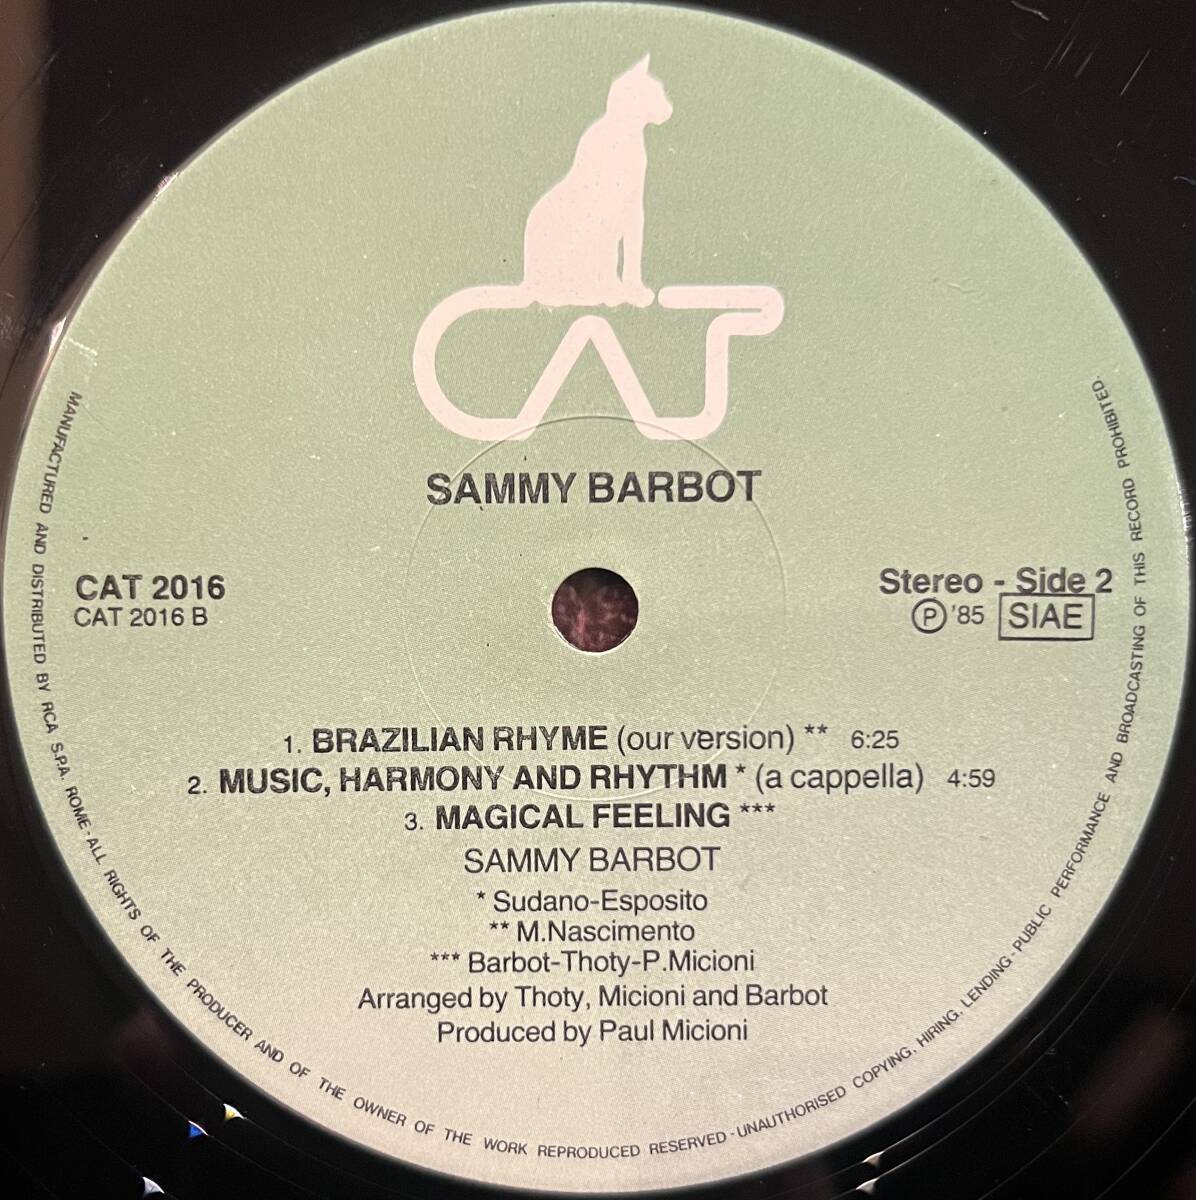 CAT
SAMMY BARBOT
CAT 2016
CAT 2016 B
Stereo - Side 2
Ⓟ '85 SIAE
1. BRAZILIAN RHYME (our version) ** 6:25
2. MUSIC, HARMONY AND RHYTHM * (a cappella) 4:59
3. MAGICAL FEELING ***
SAMMY BARBOT
* Sudano-Esposito
** M.Nascimento
*** Barbot-Thoty-P.Micioni
Arranged by Thoty, Micioni and Barbot
Produced by Paul Micioni
MANUFACTURED AND DISTRIBUTED BY RCA S.P.A. ROME - ALL RIGHTS OF THE PRODUCER AND OF THE OWNER OF THE WORK REPRODUCED RESERVED - UNAUTHORISED COPYING, HIRING, LENDING - PUBLIC PERFORMANCE AND BROADCASTING OF THIS RECORD PROHIBITED.